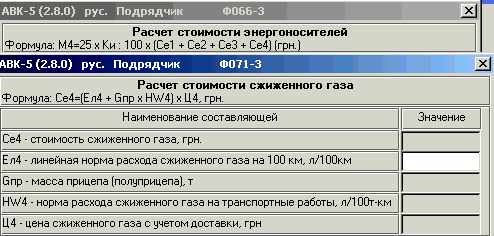 АВК-5 (2.8.0) рус. Подрядчик Ф066-3
Расчет стоимости энергоносителей
Формула: М4=25 x Ки : 100 x (Се1 + Се2 + Се3 + Се4) (грн.)
АВК-5 (2.8.0) рус. Подрядчик Ф071-3
Расчет стоимости сжиженного газа
Формула: Се4=(Ел4 + Gпр x HW4) x Ц4, грн.
Наименование составляющей Значение
Се4 - стоимость сжиженного газа, грн.
Ел4 - линейная норма расхода сжиженного газа на 100 км, л/100км
Gпр - масса прицепа (полуприцепа), т
HW4 - норма расхода сжиженного газа на транспортные работы, л/100т-км
Ц4 - цена сжиженного газа с учетом доставки, грн